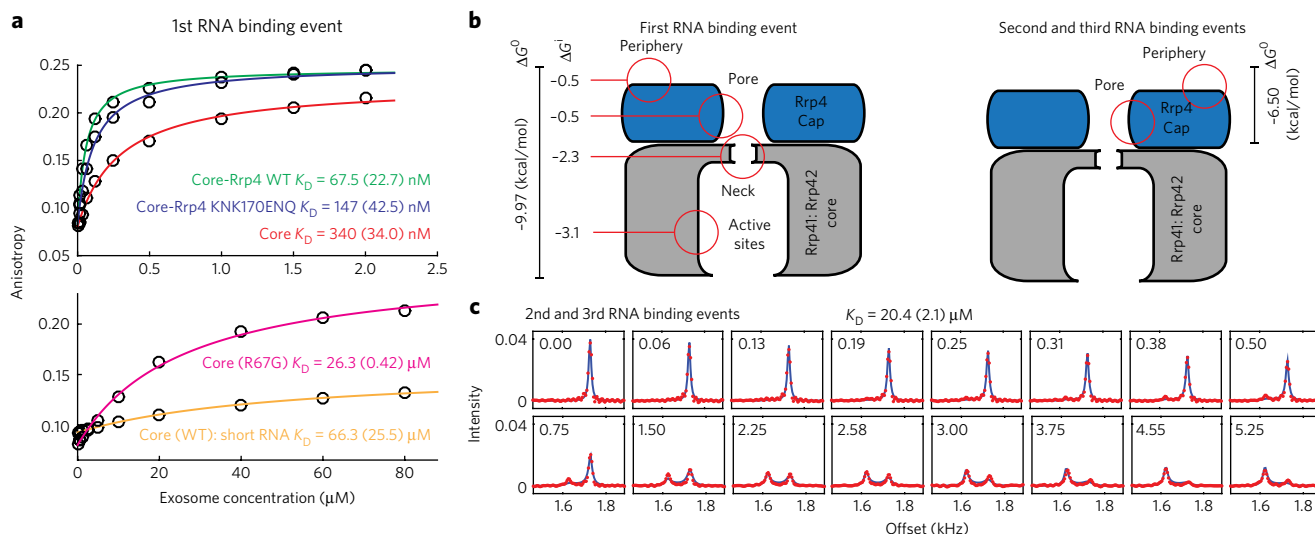 a
1st RNA binding event
Anisotropy
0.25
0.20
0.15
0.10
0.05
Core-Rrp4 WT K_D = 67.5 (22.7) nM
Core-Rrp4 KNK170ENQ K_D = 147 (42.5) nM
Core K_D = 340 (34.0) nM
0 0.5 1.0 1.5 2.0 2.5
0.20
0.15
0.10
Core (R67G) K_D = 26.3 (0.42) μM
Core (WT): short RNA K_D = 66.3 (25.5) μM
0 20 40 60 80
Exosome concentration (μM)
b
First RNA binding event
ΔG⁰
ΔGⁱ
-9.97 (kcal/mol)
−0.5
−0.5
−2.3
−3.1
Periphery
Pore
Neck
Active
sites
Rrp4
Cap
Rrp41: Rrp42
core
Second and third RNA binding events
Periphery
Pore
Rrp4
Cap
Rrp41: Rrp42
core
ΔG⁰
−6.50
(kcal/mol)
c
2nd and 3rd RNA binding events
K_D = 20.4 (2.1) μM
Intensity
0.04
0
0.00 0.06 0.13 0.19 0.25 0.31 0.38 0.50
0.04
0
0.75 1.50 2.25 2.58 3.00 3.75 4.55 5.25
1.6 1.8 1.6 1.8 1.6 1.8 1.6 1.8 1.6 1.8 1.6 1.8 1.6 1.8 1.6 1.8
Offset (kHz)